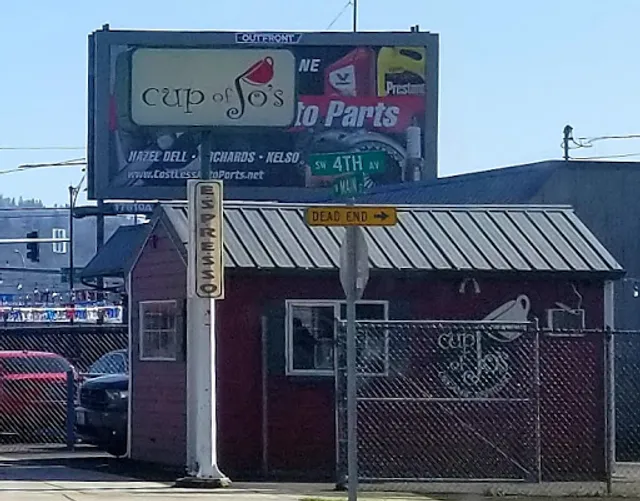 OUTFRONT
NE
cup of Jo's
Prestone
to Parts
HAZEL DELL • ORCHARDS • KELSO
www.CostLessAutoParts.net
SW 4TH AV
MAIN
DEAD END
ESPRESSO
cup of Jo's